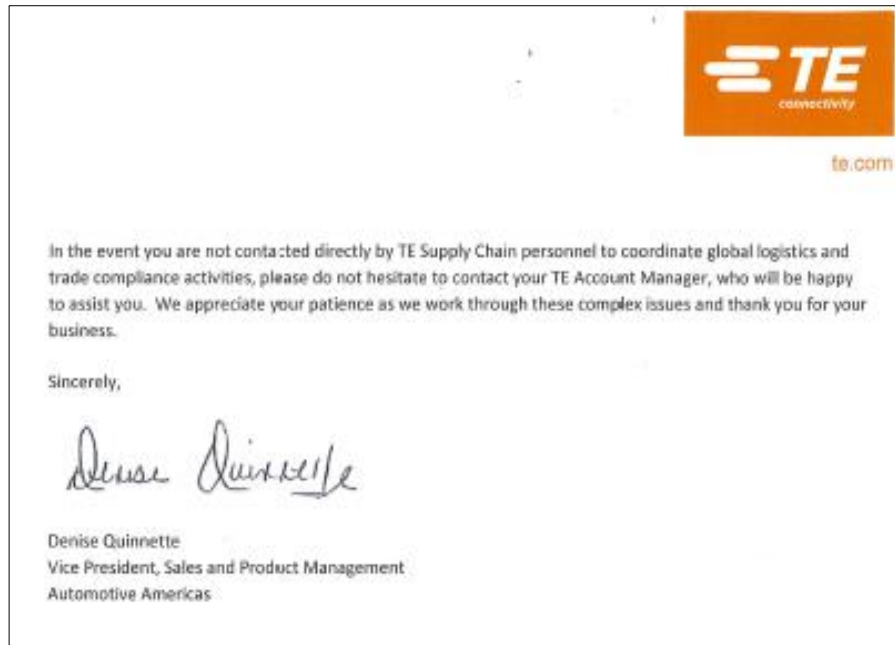 TE
connectivity
te.com
In the event you are not contacted directly by TE Supply Chain personnel to coordinate global logistics and
trade compliance activities, please do not hesitate to contact your TE Account Manager, who will be happy
to assist you. We appreciate your patience as we work through these complex issues and thank you for your
business.
Sincerely,
Denise Quinnette
Denise Quinnette
Vice President, Sales and Product Management
Automotive Americas